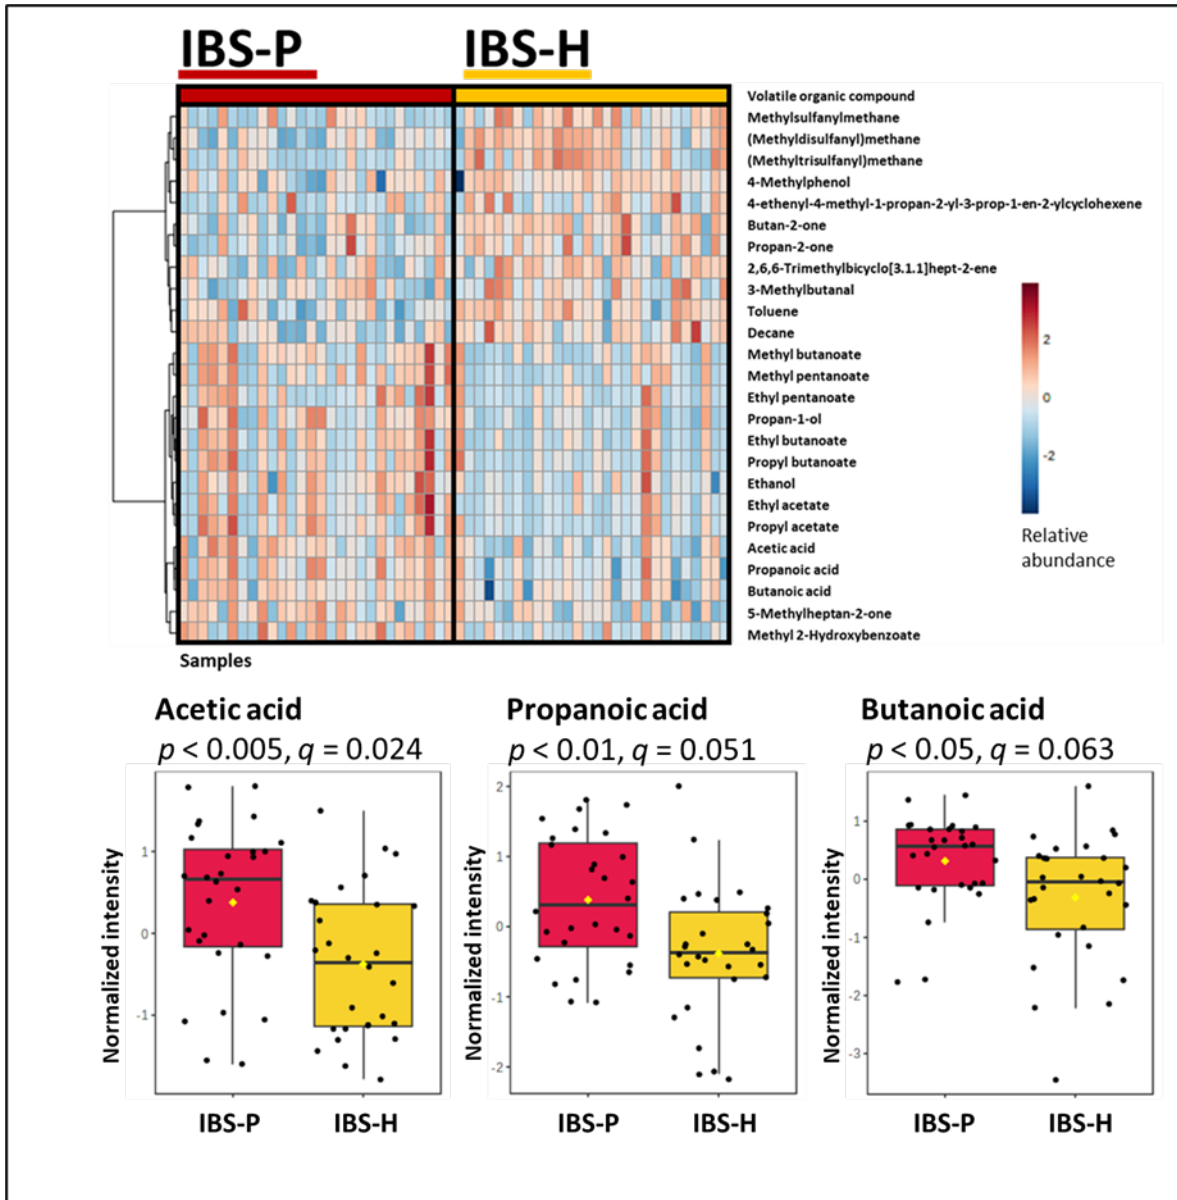 IBS-P IBS-H
Volatile organic compound
Methylsulfanylmethane
(Methyldisulfanyl)methane
(Methyltrisulfanyl)methane
4-Methylphenol
4-ethenyl-4-methyl-1-propan-2-yl-3-prop-1-en-2-ylcyclohexene
Butan-2-one
Propan-2-one
2,6,6-Trimethylbicyclo[3.1.1]hept-2-ene
3-Methylbutanal
Toluene
Decane
Methyl butanoate
Methyl pentanoate
Ethyl pentanoate
Propan-1-ol
Ethyl butanoate
Propyl butanoate
Ethanol
Ethyl acetate
Propyl acetate
Acetic acid
Propanoic acid
Butanoic acid
5-Methylheptan-2-one
Methyl 2-Hydroxybenzoate
2
0
-2
Relative
abundance
Samples
Acetic acid
p < 0.005, q = 0.024
Normalized intensity
1
0
-1
IBS-P IBS-H
Propanoic acid
p < 0.01, q = 0.051
Normalized intensity
2
1
0
-1
-2
IBS-P IBS-H
Butanoic acid
p < 0.05, q = 0.063
Normalized intensity
1
0
-1
-2
-3
IBS-P IBS-H